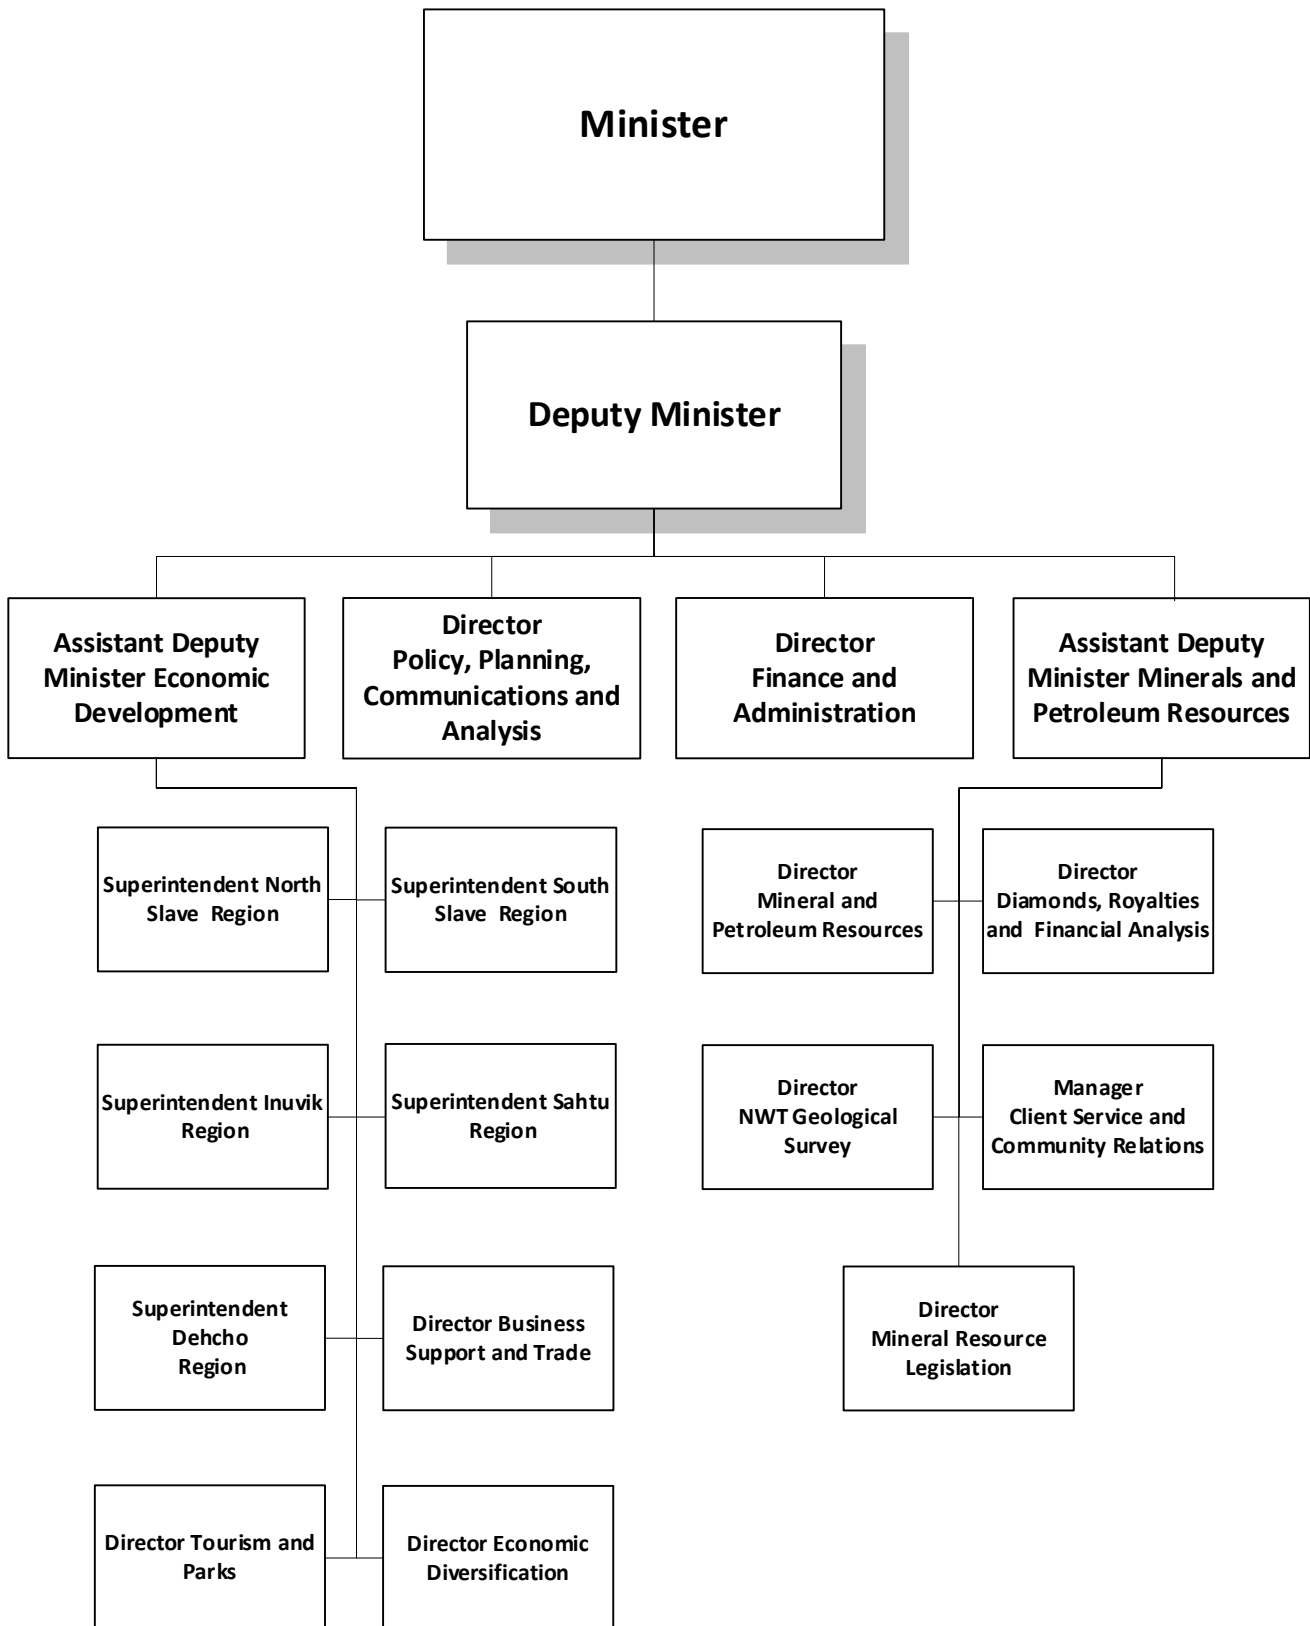 Minister
Deputy Minister
Assistant Deputy
Minister Economic
Development
Director
Policy, Planning,
Communications and
Analysis
Director
Finance and
Administration
Assistant Deputy
Minister Minerals and
Petroleum Resources
Superintendent North
Slave Region
Superintendent South
Slave Region
Director
Mineral and
Petroleum Resources
Director
Diamonds, Royalties
and Financial Analysis
Superintendent Inuvik
Region
Superintendent Sahtu
Region
Director
NWT Geological
Survey
Manager
Client Service and
Community Relations
Superintendent
Dehcho
Region
Director Business
Support and Trade
Director
Mineral Resource
Legislation
Director Tourism and
Parks
Director Economic
Diversification